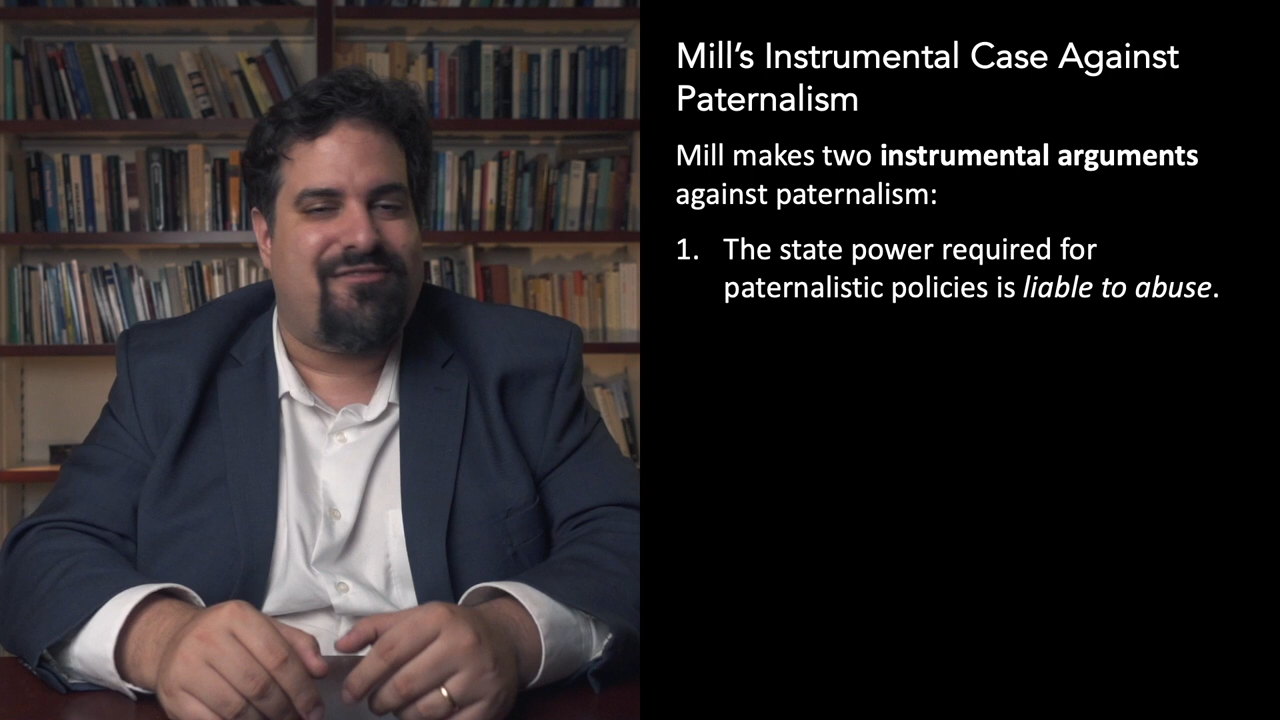 Mill’s Instrumental Case Against
Paternalism
Mill makes two instrumental arguments
against paternalism:
1. The state power required for
paternalistic policies is liable to abuse.